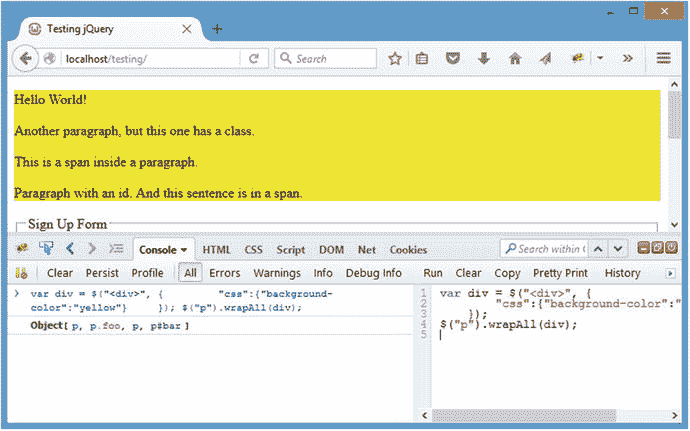 Testing jQuery
localhost/testing/
Search
Hello World!
Another paragraph, but this one has a class.
This is a span inside a paragraph.
Paragraph with an id. And this sentence is in a span.
Sign Up Form
Console HTML CSS Script DOM Net Cookies
Search within
Clear Persist Profile All Errors Warnings Info Debug Info
Run Clear Copy Pretty Print History
var div = $("<div>", { "css":{"background-
color":"yellow"} }); $("p").wrapAll(div);
Object[ p, p.foo, p, p#bar ]
1 var div = $("<div>", {
2 "css":{"background-color":"
3 });
4 $("p").wrapAll(div);
5